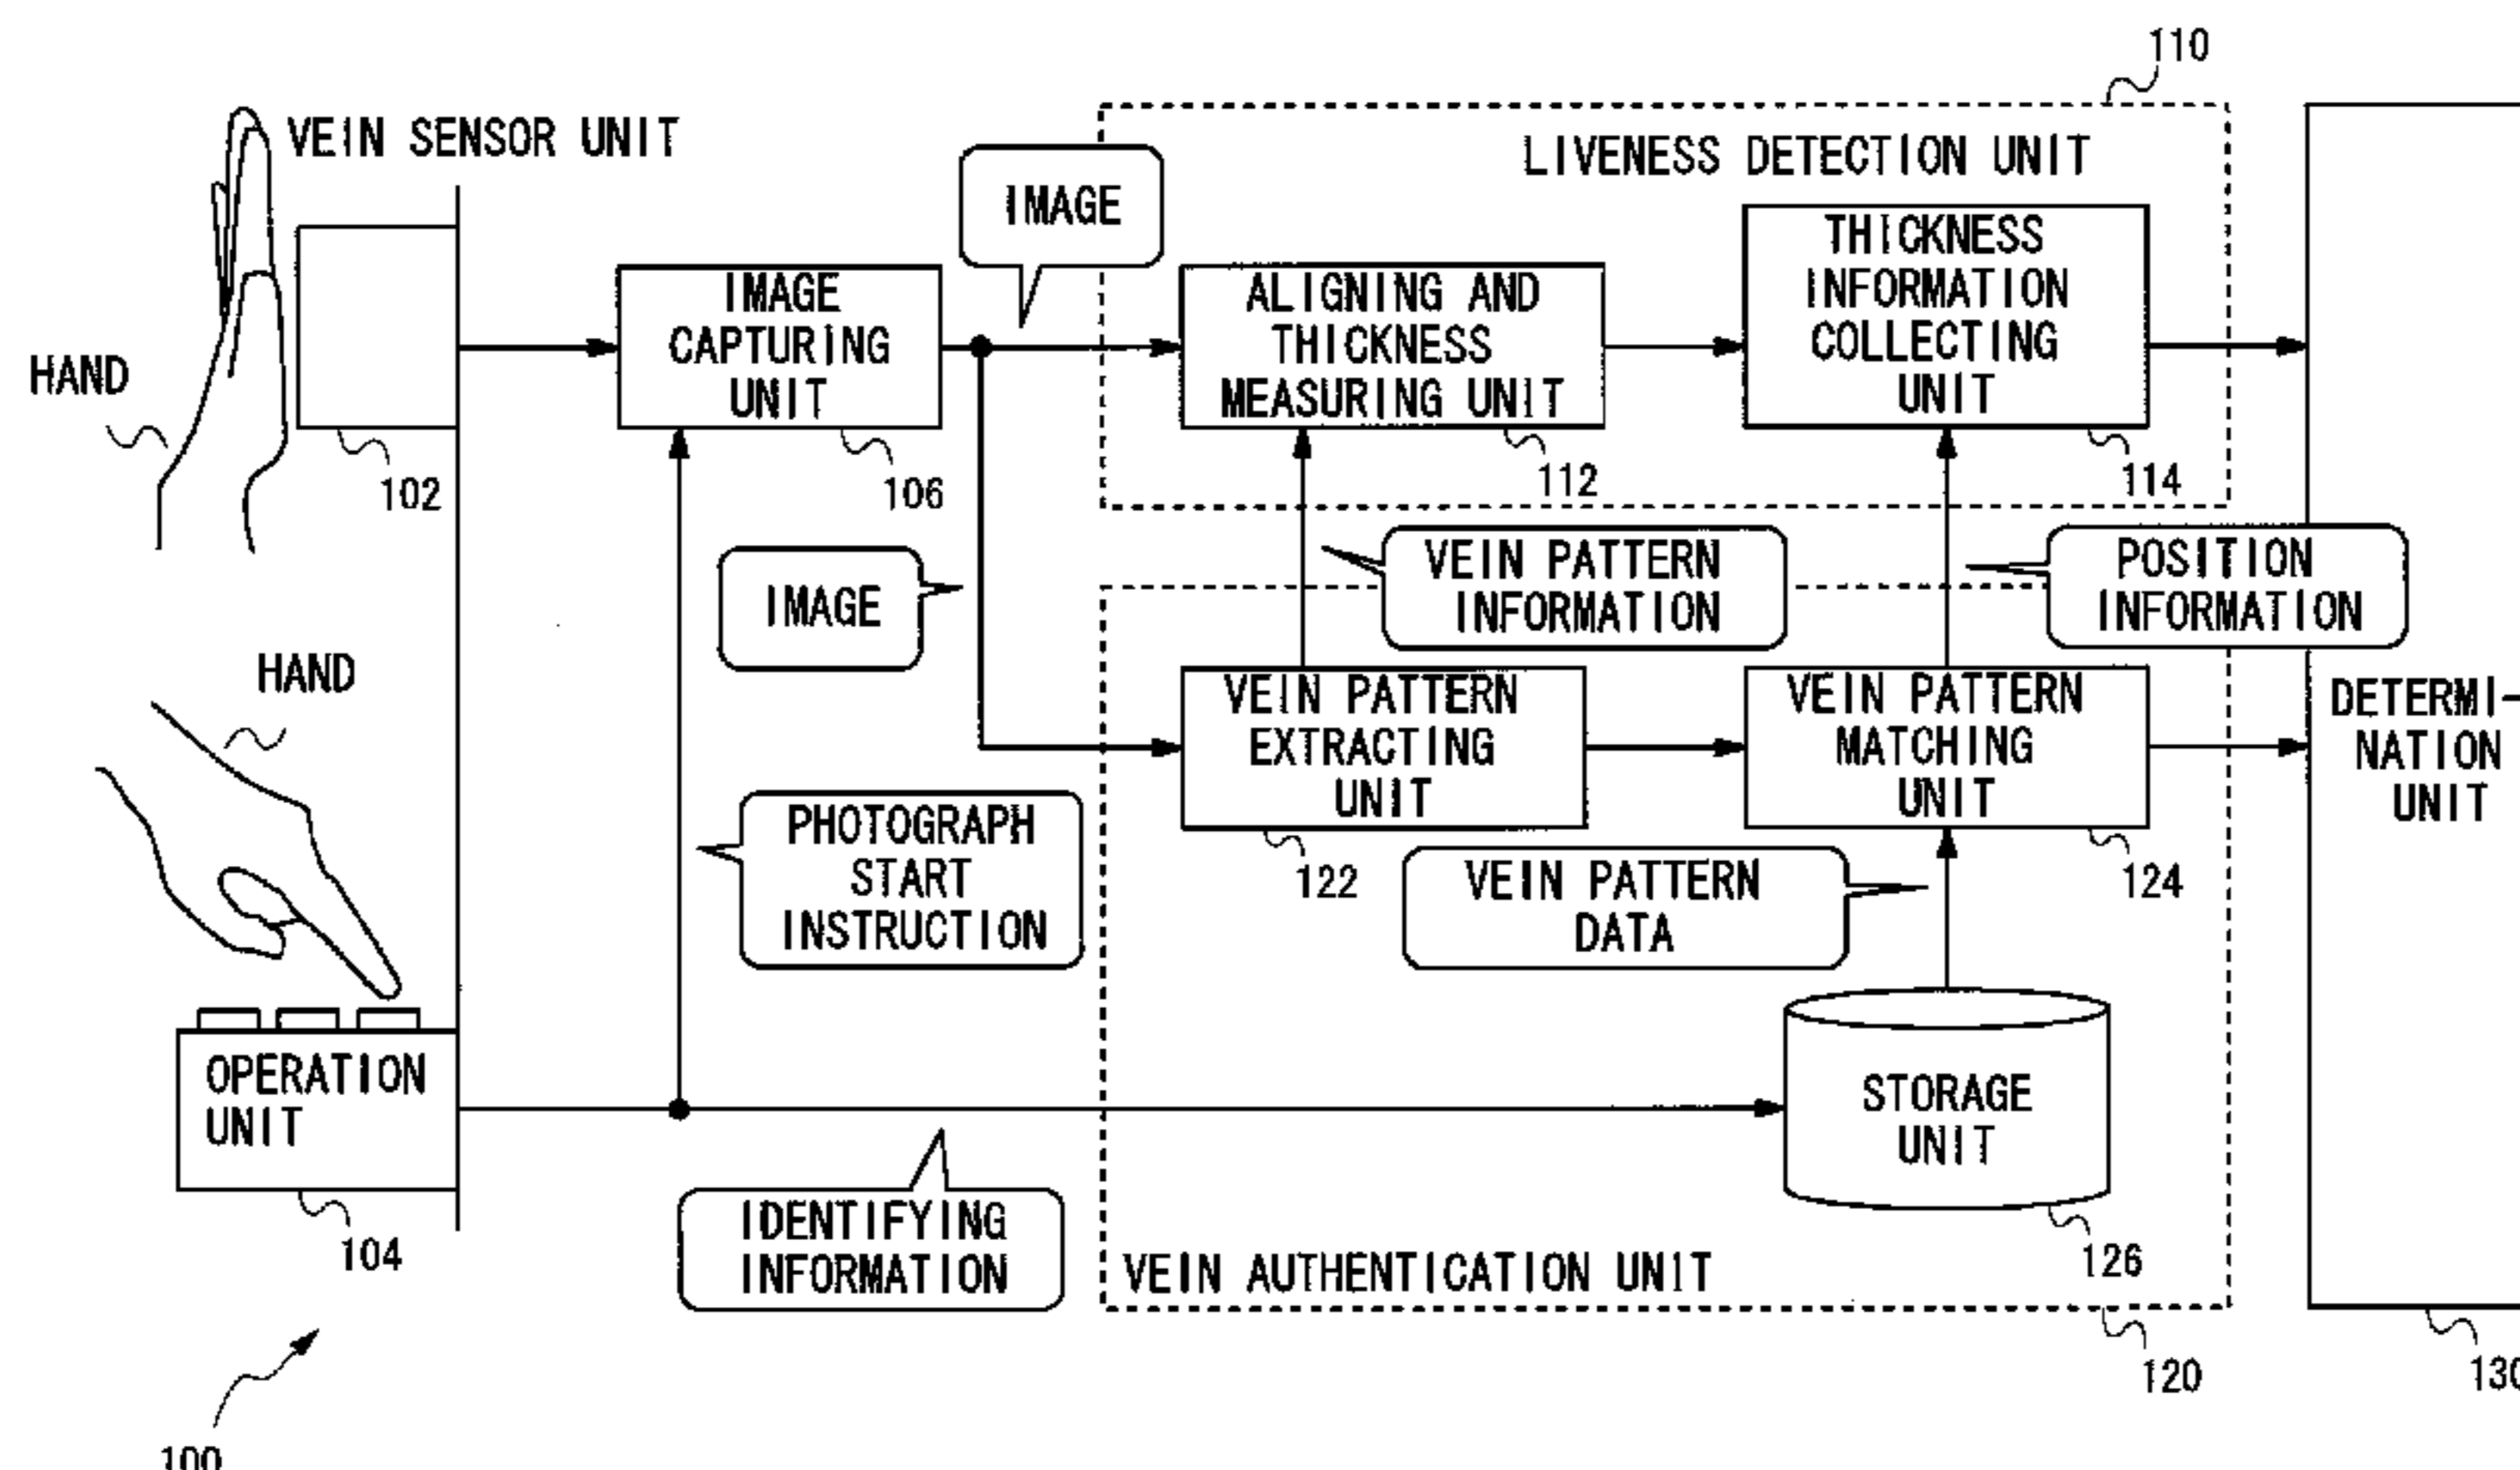 110
VEIN SENSOR UNIT
LIVENESS DETECTION UNIT
IMAGE
THICKNESS
INFORMATION
COLLECTING
UNIT
IMAGE
CAPTURING
UNIT
ALIGNING AND
THICKNESS
MEASURING UNIT
HAND
102
106
112
114
IMAGE
VEIN PATTERN
INFORMATION
POSITION
INFORMATION
HAND
VEIN PATTERN
EXTRACTING
UNIT
VEIN PATTERN
MATCHING
UNIT
DETERMI-
NATION
UNIT
PHOTOGRAPH
START
INSTRUCTION
122
VEIN PATTERN
DATA
124
OPERATION
UNIT
STORAGE
UNIT
104
IDENTIFYING
INFORMATION
VEIN AUTHENTICATION UNIT
126
120
130
100